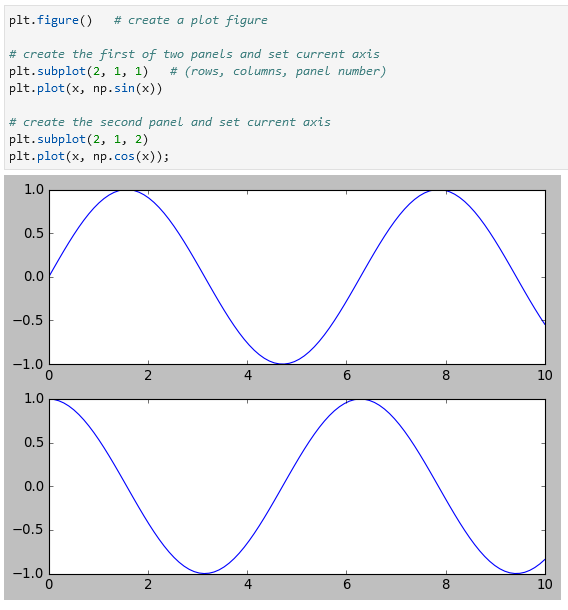 plt.figure()   # create a plot figure
# create the first of two panels and set current axis
plt.subplot(2, 1, 1)   # (rows, columns, panel number)
plt.plot(x, np.sin(x))
# create the second panel and set current axis
plt.subplot(2, 1, 2)
plt.plot(x, np.cos(x));
1.0
0.5
0.0
−0.5
−1.0
0 2 4 6 8 10
1.0
0.5
0.0
−0.5
−1.0
0 2 4 6 8 10